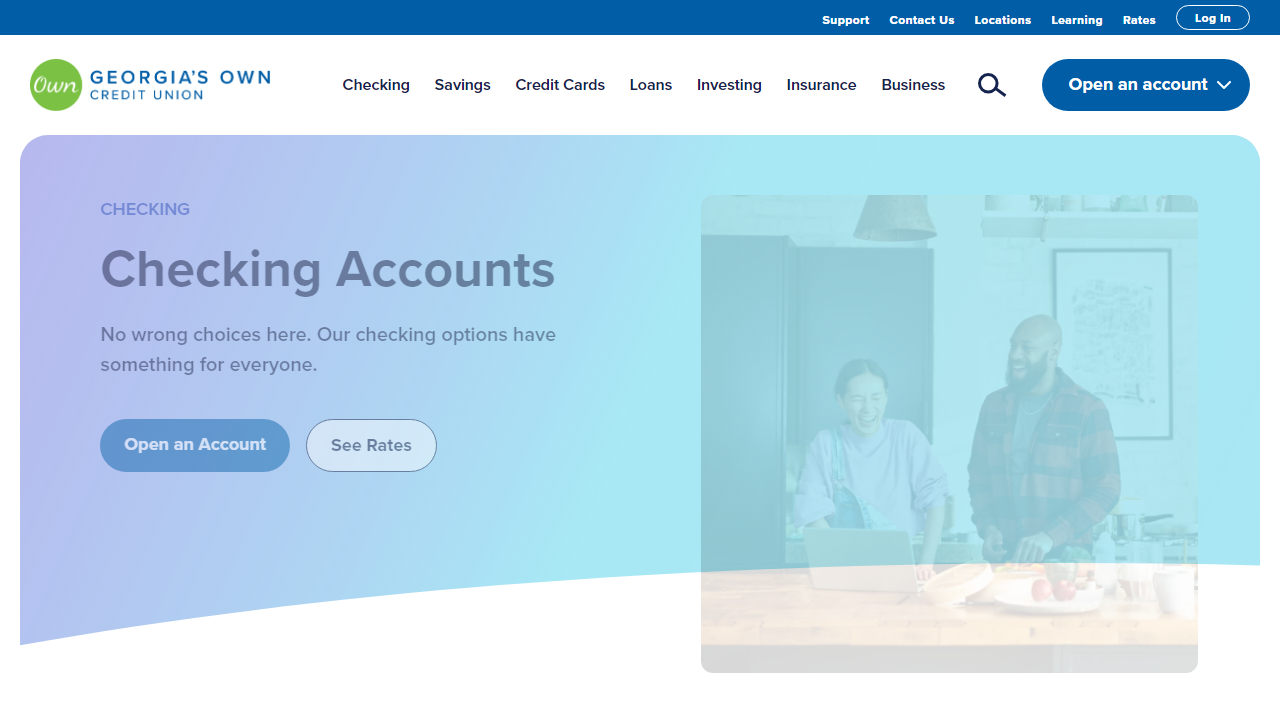 Support Contact Us Locations Learning Rates Log In
Own GEORGIA'S OWN
CREDIT UNION
Checking Savings Credit Cards Loans Investing Insurance Business Open an account
CHECKING
Checking Accounts
No wrong choices here. Our checking options have
something for everyone.
Open an Account See Rates